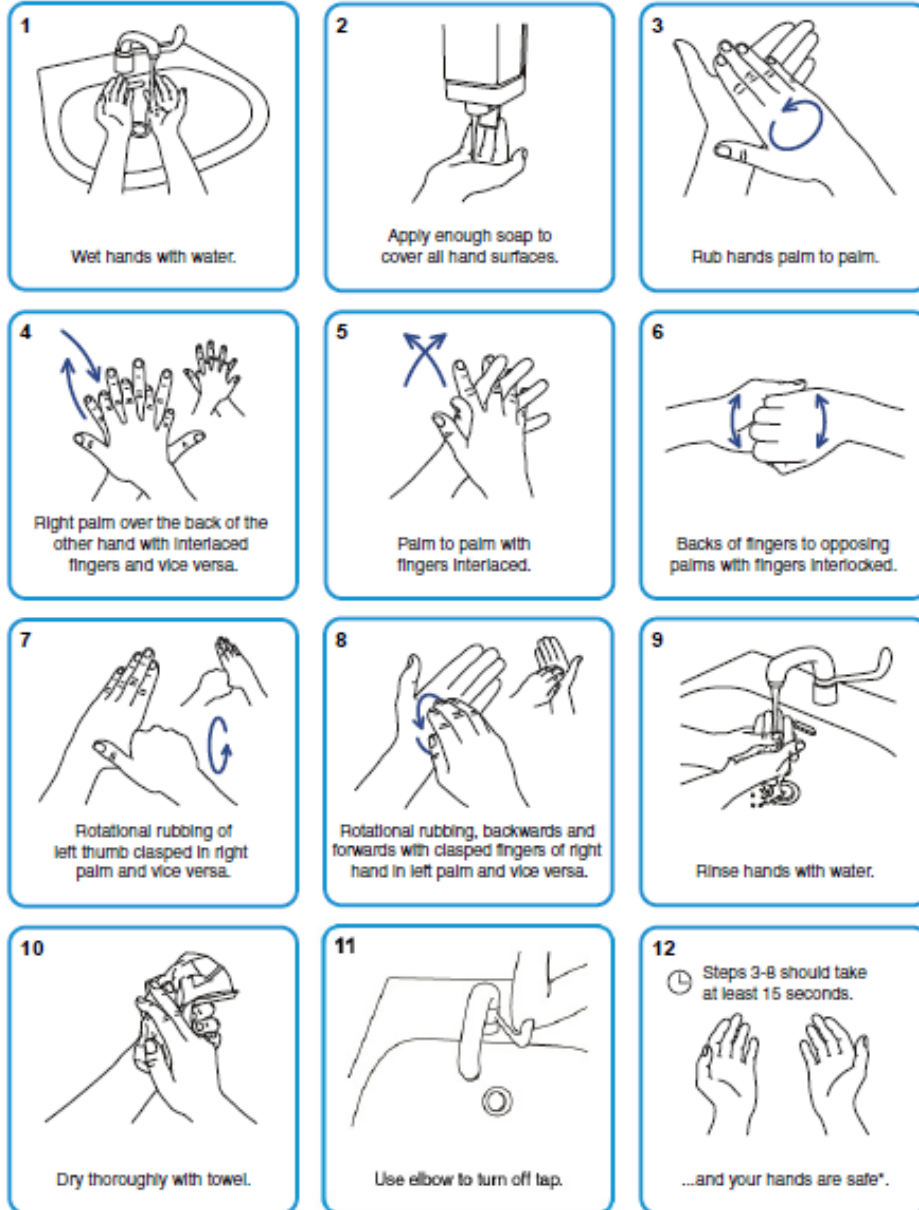 1
Wet hands with water.
2
Apply enough soap to
cover all hand surfaces.
3
Rub hands palm to palm.
4
Right palm over the back of the
other hand with interlaced
fingers and vice versa.
5
Palm to palm with
fingers interlaced.
6
Backs of fingers to opposing
palms with fingers interlocked.
7
Rotational rubbing of
left thumb clasped in right
palm and vice versa.
8
Rotational rubbing, backwards and
forwards with clasped fingers of right
hand in left palm and vice versa.
9
Rinse hands with water.
10
Dry thoroughly with towel.
11
Use elbow to turn off tap.
12
Steps 3-8 should take
at least 15 seconds.
...and your hands are safe*.